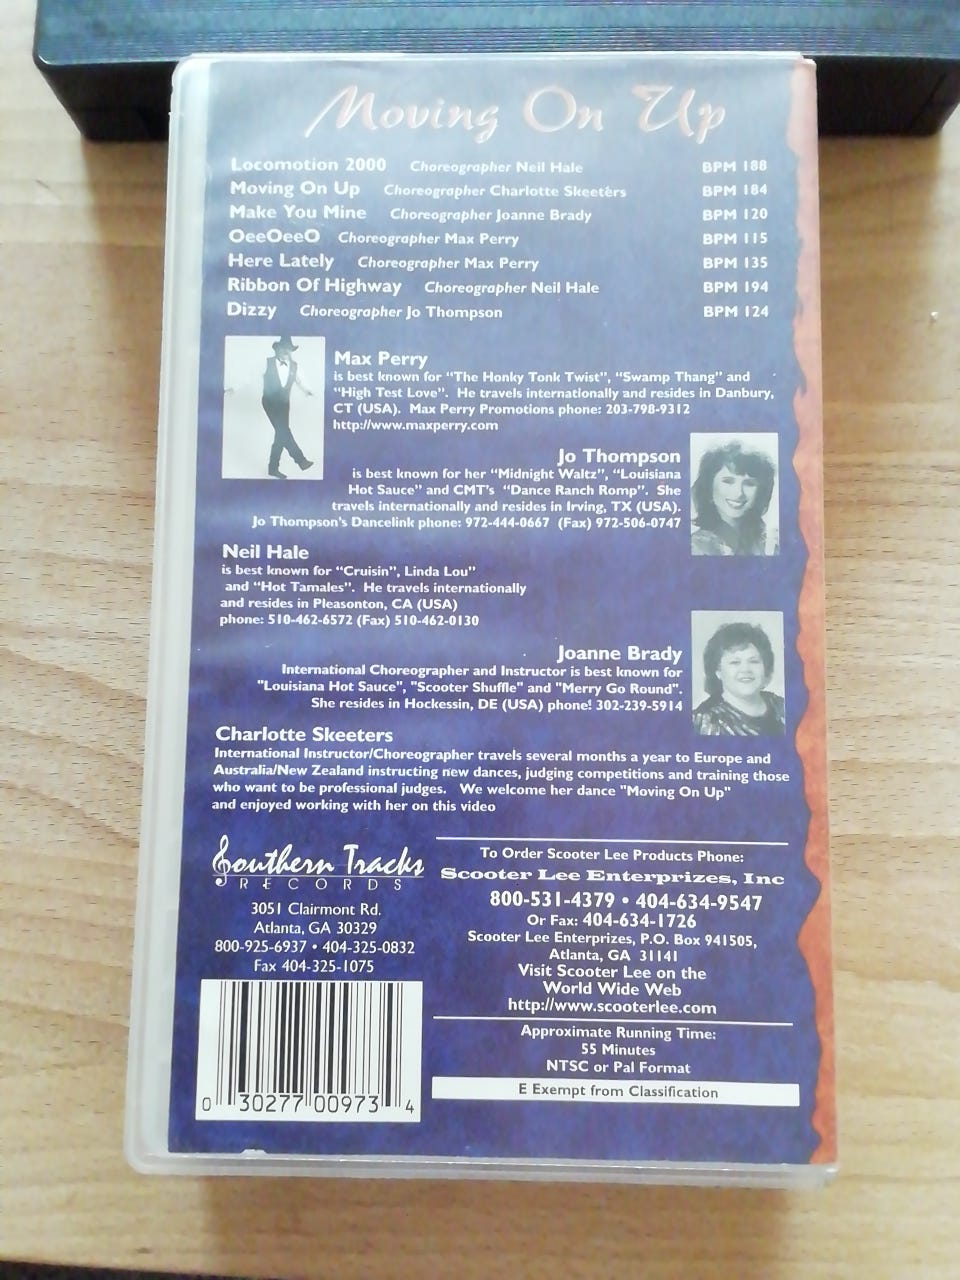 Moving On Up
Locomotion 2000 Choreographer Neil Hale BPM 188
Moving On Up Choreographer Charlotte Skeeters BPM 184
Make You Mine Choreographer Joanne Brady BPM 120
OeeOeeO Choreographer Max Perry BPM 115
Here Lately Choreographer Max Perry BPM 135
Ribbon Of Highway Choreographer Neil Hale BPM 194
Dizzy Choreographer Jo Thompson BPM 124
Max Perry
is best known for "The Honky Tonk Twist", "Swamp Thang" and
"High Test Love". He travels internationally and resides in Danbury,
CT (USA). Max Perry Promotions phone: 203-798-9312
http://www.maxperry.com
Jo Thompson
is best known for her "Midnight Waltz", "Louisiana
Hot Sauce" and CMT's "Dance Ranch Romp". She
travels internationally and resides in Irving, TX (USA).
Jo Thompson's Dancelink phone: 972-444-0667 (Fax) 972-506-0747
Neil Hale
is best known for "Cruisin", Linda Lou"
and "Hot Tamales". He travels internationally
and resides in Pleasonton, CA (USA)
phone: 510-462-6572 (Fax) 510-462-0130
Joanne Brady
International Choreographer and Instructor is best known for
"Louisiana Hot Sauce", "Scooter Shuffle" and "Merry Go Round".
She resides in Hockessin, DE (USA) phone! 302-239-5914
Charlotte Skeeters
International Instructor/Choreographer travels several months a year to Europe and
Australia/New Zealand instructing new dances, judging competitions and training those
who want to be professional judges. We welcome her dance "Moving On Up"
and enjoyed working with her on this video
Southern Tracks
RECORDS
3051 Clairmont Rd.
Atlanta, GA 30329
800-925-6937 • 404-325-0832
Fax 404-325-1075
0 30277 00973 4
To Order Scooter Lee Products Phone:
Scooter Lee Enterprizes, Inc
800-531-4379 • 404-634-9547
Or Fax: 404-634-1726
Scooter Lee Enterprizes, P.O. Box 941505,
Atlanta, GA 31141
Visit Scooter Lee on the
World Wide Web
http://www.scooterlee.com
Approximate Running Time:
55 Minutes
NTSC or Pal Format
E Exempt from Classification